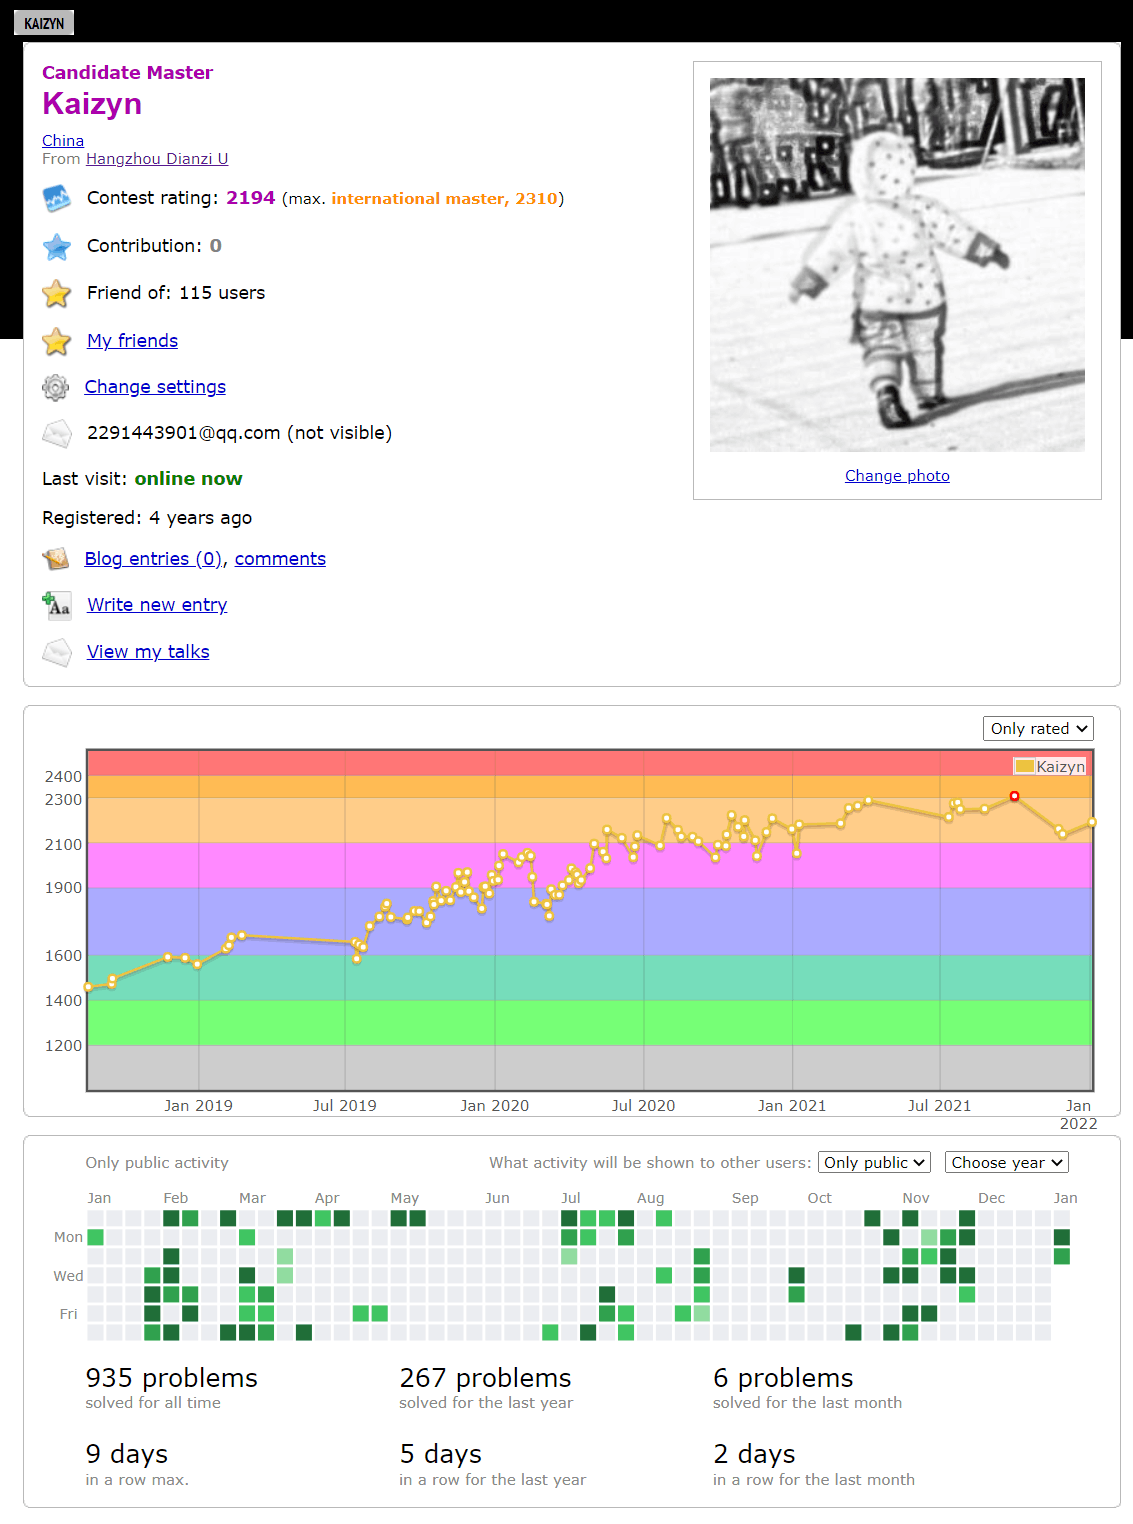 KAIZYN
Candidate Master
Kaizyn
China
From Hangzhou Dianzi U
Contest rating: 2194 (max. international master, 2310)
Contribution: 0
Friend of: 115 users
My friends
Change settings
2291443901@qq.com (not visible)
Last visit: online now
Registered: 4 years ago
Blog entries (0), comments
Aa Write new entry
View my talks
Change photo
Only rated
Kaizyn
2400
2300
2100
1900
1600
1400
1200
Jan 2019 Jul 2019 Jan 2020 Jul 2020 Jan 2021 Jul 2021 Jan 2022
Only public activity What activity will be shown to other users: Only public Choose year
Jan Feb Mar Apr May Jun Jul Aug Sep Oct Nov Dec Jan
Mon
Wed
Fri
935 problems 267 problems 6 problems
solved for all time solved for the last year solved for the last month
9 days 5 days 2 days
in a row max. in a row for the last year in a row for the last month